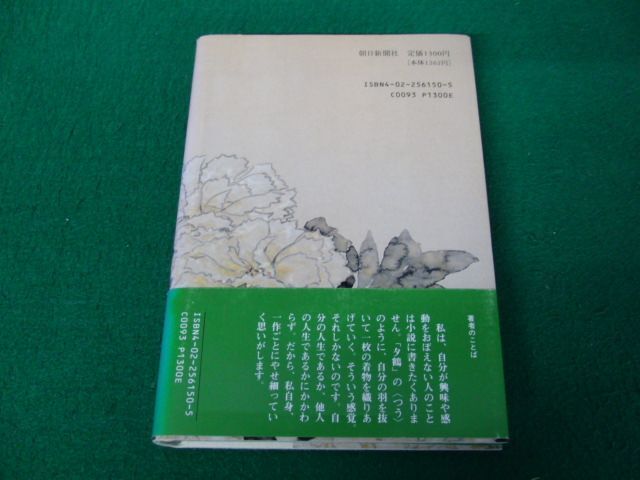 朝日新聞社 定価1300円
[本体1262円]
ISBN4-02-256150-5
C0093 P1300E
著者のことば
私は、自分が興味や感
動をおぼえない人のこと
は小説に書きたくありま
せん。「夕鶴」の〈つう〉
のように、自分の羽を抜
いて一枚の着物を織りあ
げていく、そういう感覚。
それしかないのです。自
分の人生であるか、他人
の人生であるかにかかわ
らず。だから、私自身、
一作ごとにやせ細ってい
く思いがします。
ISBN4-02-256150-5
C0093 P1300E